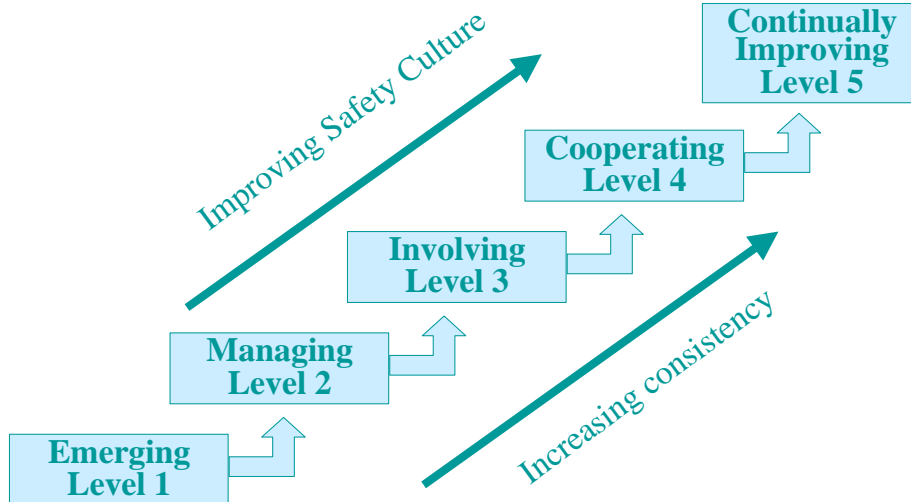 Continually
Improving
Level 5
Improving Safety Culture
Cooperating
Level 4
Involving
Level 3
Increasing consistency
Managing
Level 2
Emerging
Level 1